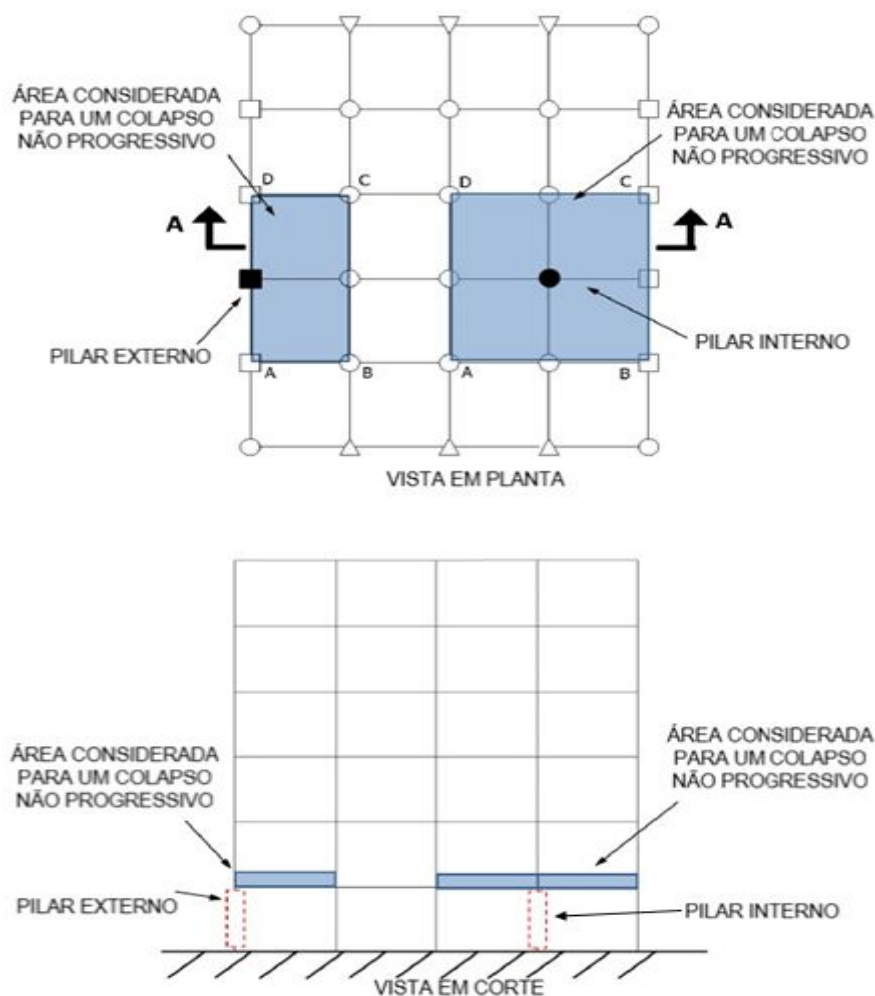 ÁREA CONSIDERADA
PARA UM COLAPSO
NÃO PROGRESSIVO
ÁREA CONSIDERADA
PARA UM COLAPSO
NÃO PROGRESSIVO
D
C
D
C
A
A
PILAR EXTERNO
PILAR INTERNO
A
B
A
B
VISTA EM PLANTA
ÁREA CONSIDERADA
PARA UM COLAPSO
NÃO PROGRESSIVO
ÁREA CONSIDERADA
PARA UM COLAPSO
NÃO PROGRESSIVO
PILAR EXTERNO
PILAR INTERNO
VISTA EM CORTE